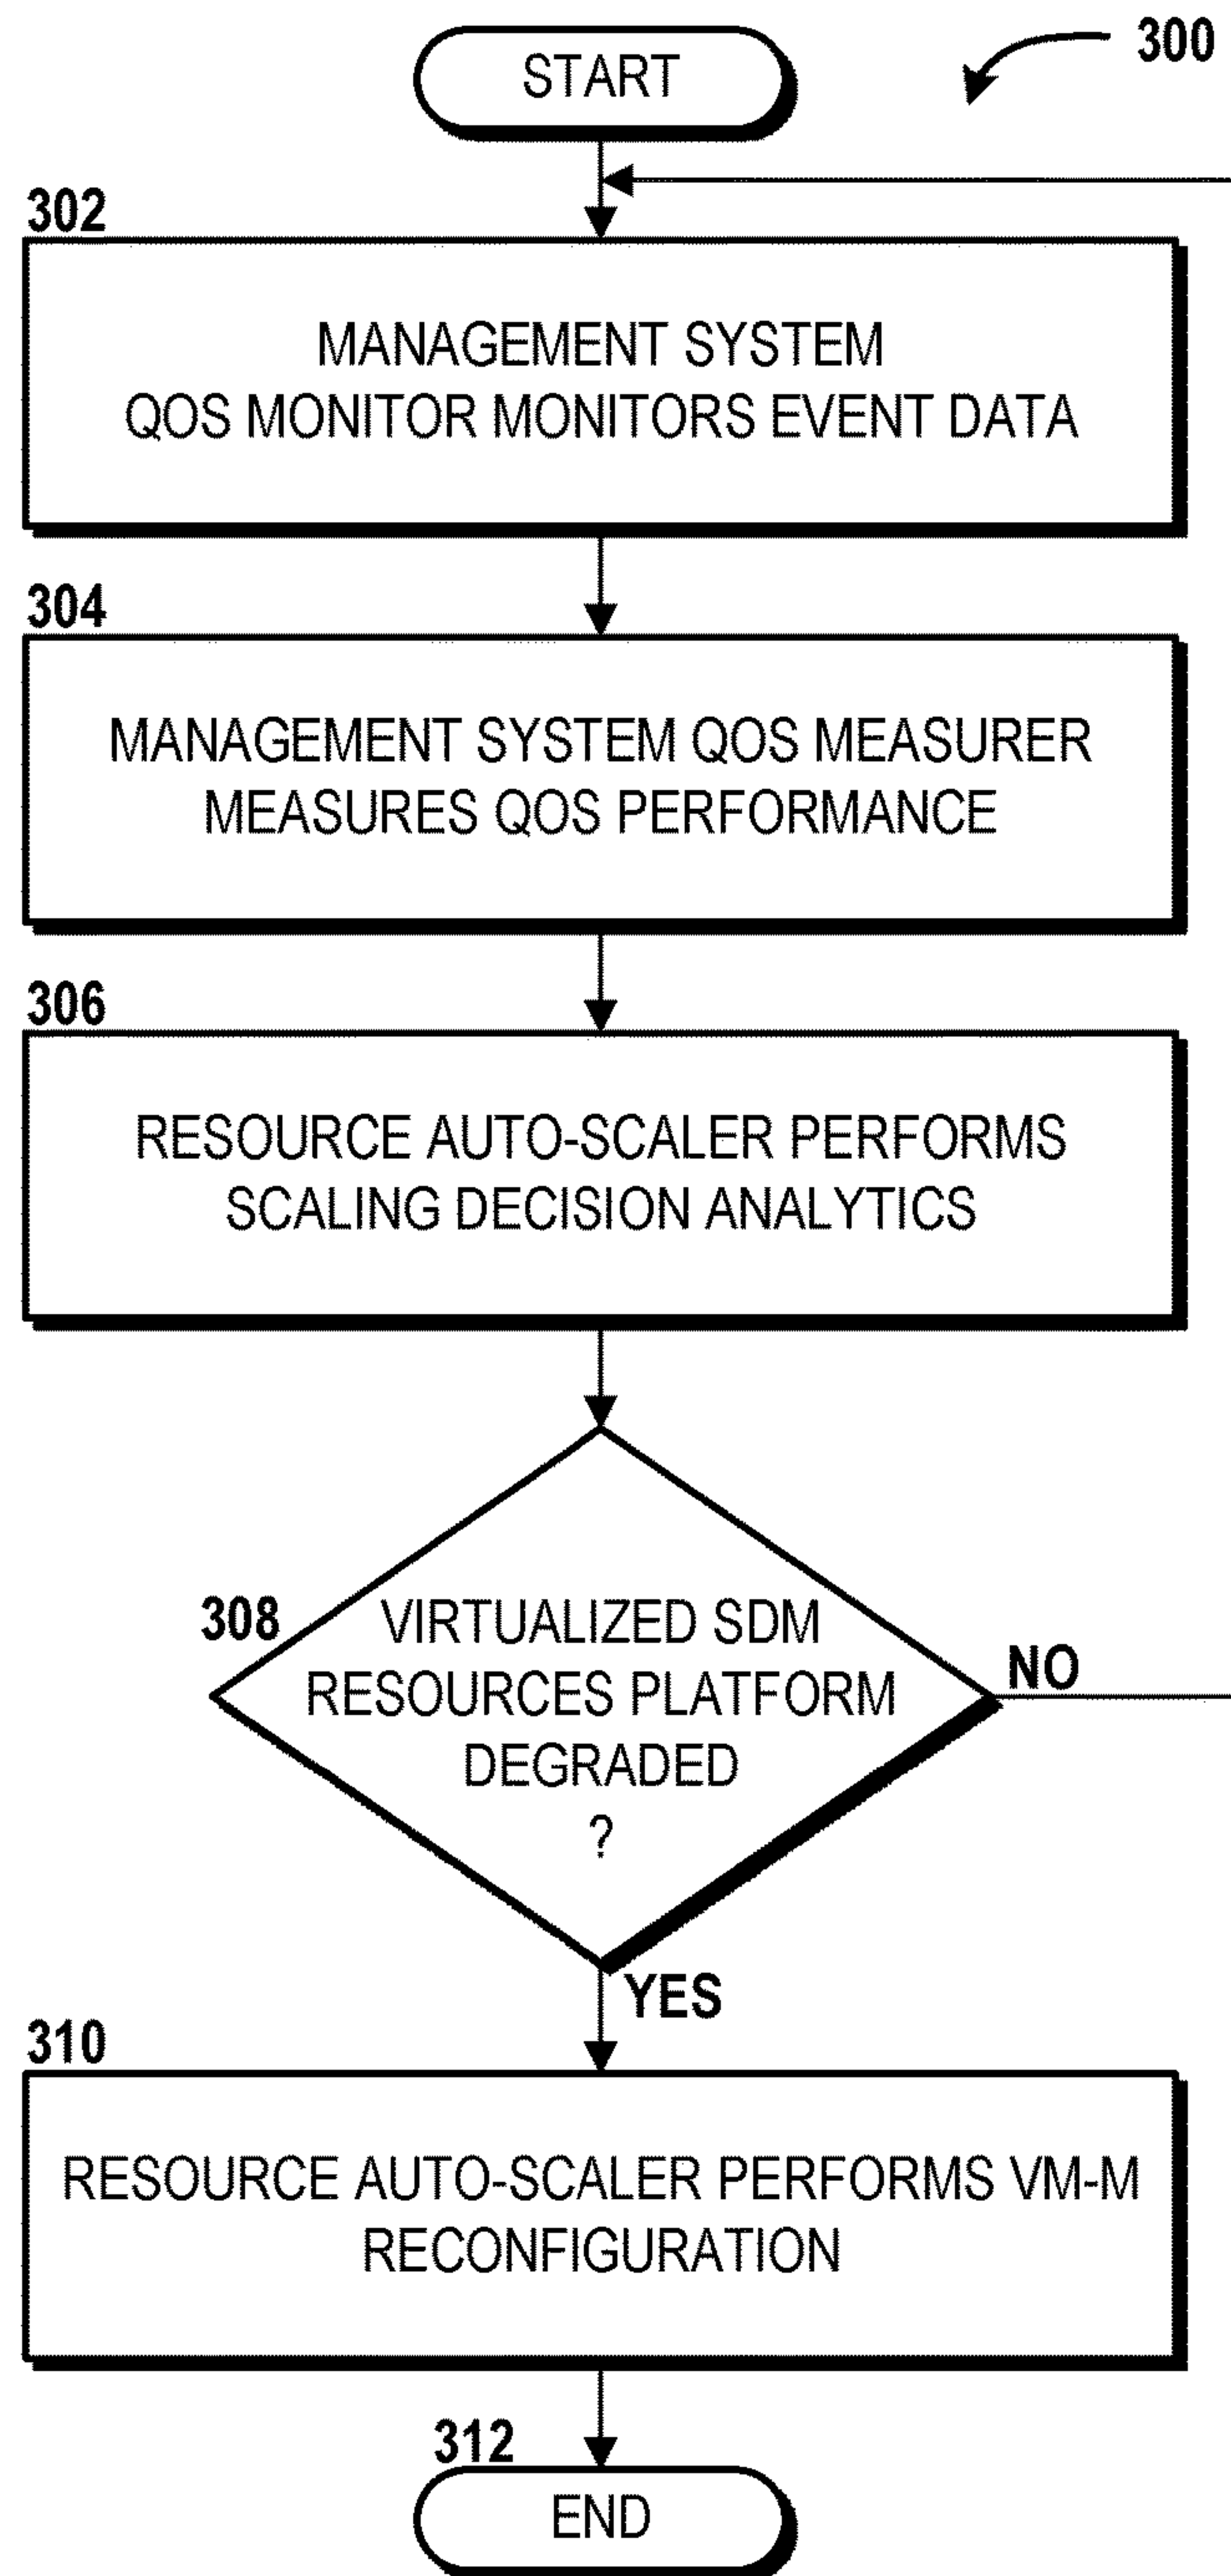 START
300
302
MANAGEMENT SYSTEM
QOS MONITOR MONITORS EVENT DATA
304
MANAGEMENT SYSTEM QOS MEASURER
MEASURES QOS PERFORMANCE
306
RESOURCE AUTO-SCALER PERFORMS
SCALING DECISION ANALYTICS
308
VIRTUALIZED SDM
RESOURCES PLATFORM
DEGRADED
?
NO
YES
310
RESOURCE AUTO-SCALER PERFORMS VM-M
RECONFIGURATION
312
END